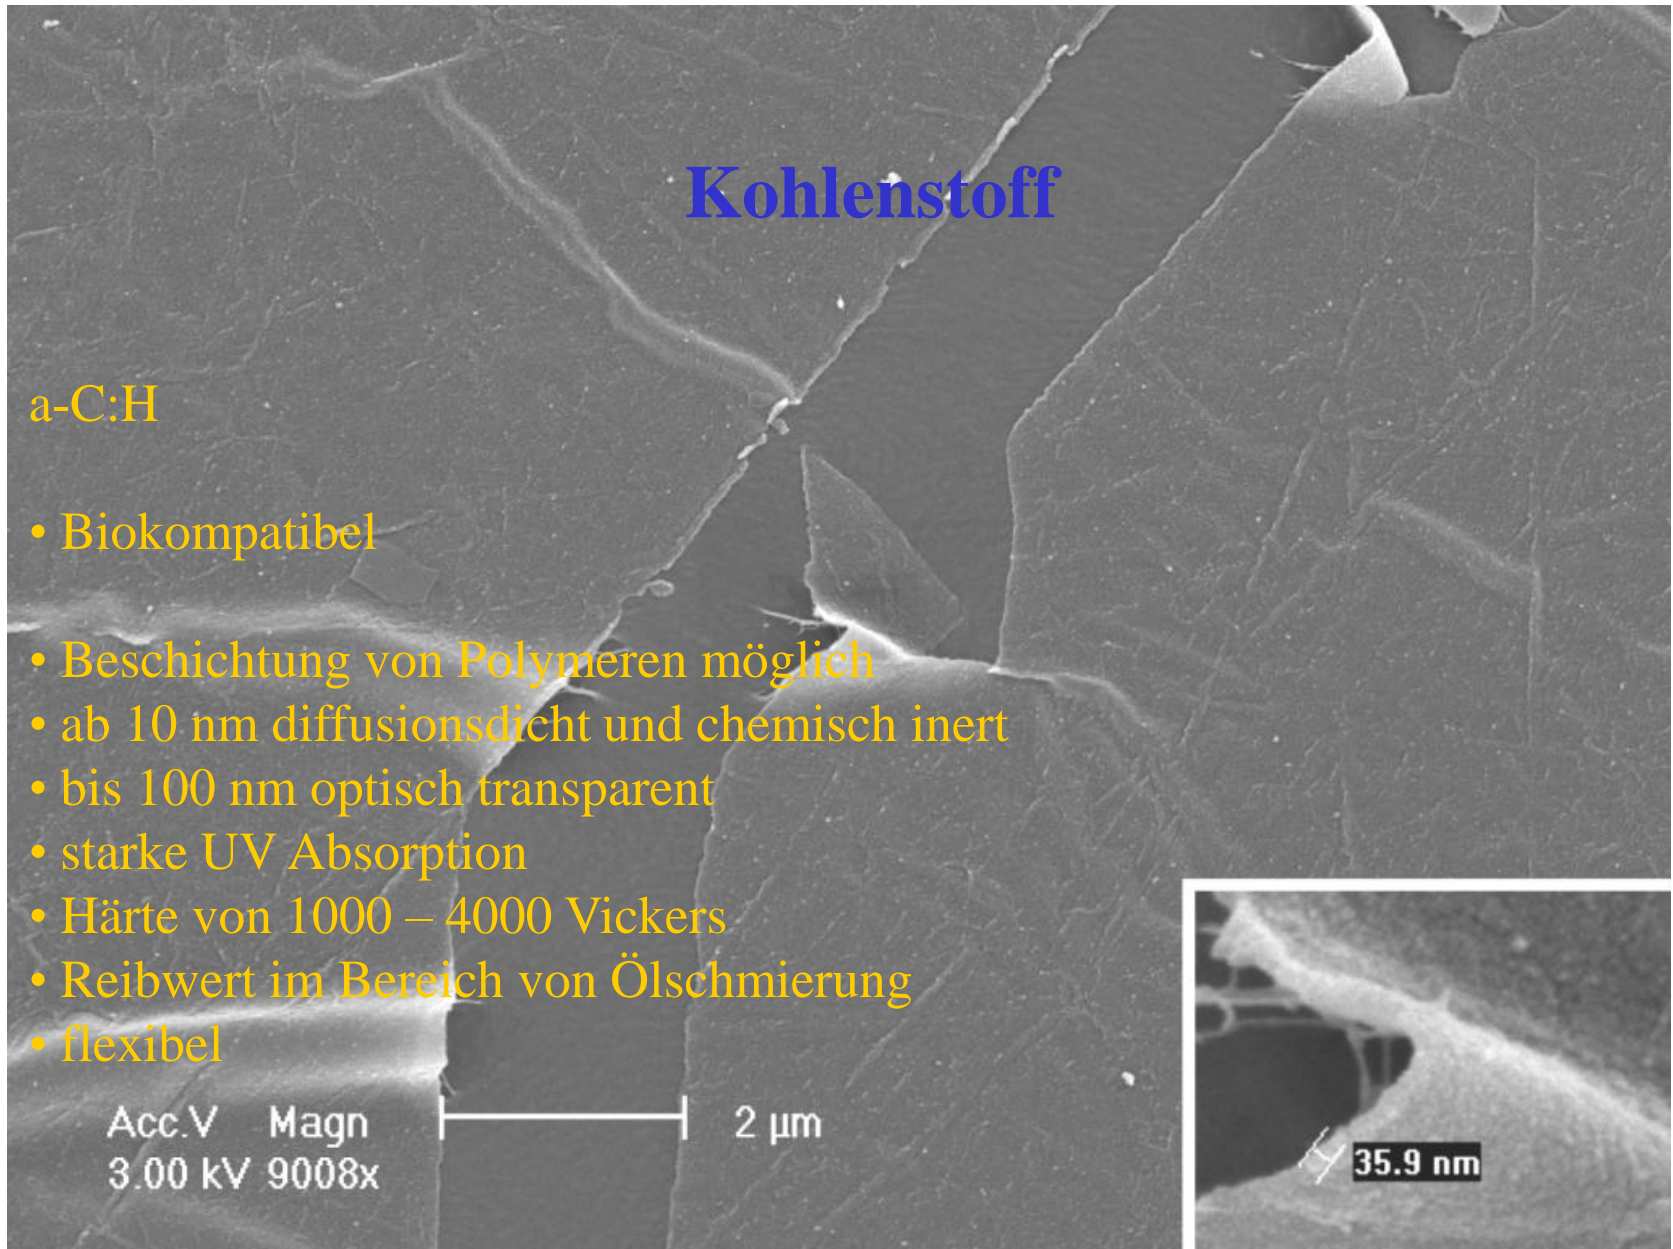 Kohlenstoff
a-C:H
• Biokompatibel
• Beschichtung von Polymeren möglich
• ab 10 nm diffusionsdicht und chemisch inert
• bis 100 nm optisch transparent
• starke UV Absorption
• Härte von 1000 – 4000 Vickers
• Reibwert im Bereich von Ölschmierung
• flexibel
Acc.V Magn 2 µm
3.00 kV 9008x
35.9 nm